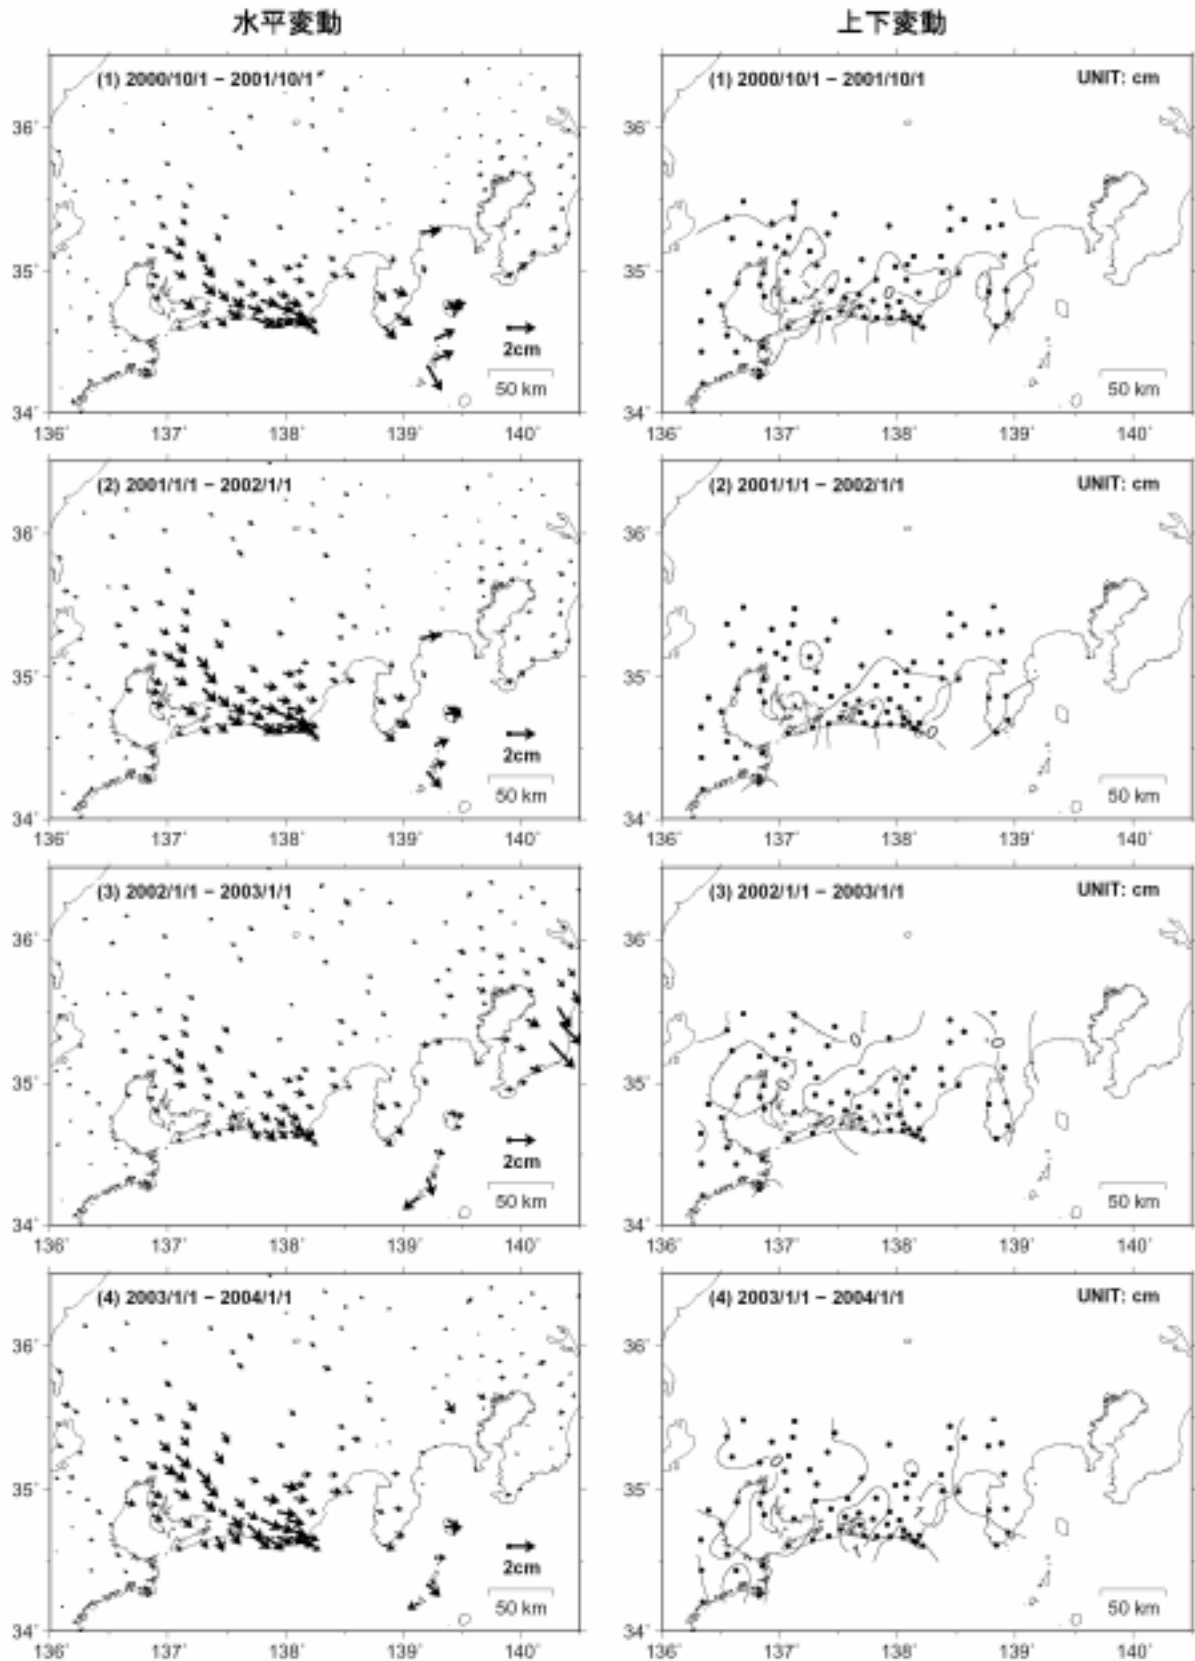 水平変動
上下変動
(1) 2000/10/1 − 2001/10/1
36˚
35˚
34˚
2cm
50 km
136˚ 137˚ 138˚ 139˚ 140˚
(1) 2000/10/1 − 2001/10/1 UNIT: cm
36˚
35˚
0
34˚
50 km
136˚ 137˚ 138˚ 139˚ 140˚
(2) 2001/1/1 − 2002/1/1
36˚
35˚
34˚
2cm
50 km
136˚ 137˚ 138˚ 139˚ 140˚
(2) 2001/1/1 − 2002/1/1 UNIT: cm
36˚
35˚
0
34˚
50 km
136˚ 137˚ 138˚ 139˚ 140˚
(3) 2002/1/1 − 2003/1/1
36˚
35˚
34˚
2cm
50 km
136˚ 137˚ 138˚ 139˚ 140˚
(3) 2002/1/1 − 2003/1/1 UNIT: cm
36˚
0 0
35˚
0
0
34˚
50 km
136˚ 137˚ 138˚ 139˚ 140˚
(4) 2003/1/1 − 2004/1/1
36˚
35˚
34˚
2cm
50 km
136˚ 137˚ 138˚ 139˚ 140˚
(4) 2003/1/1 − 2004/1/1 UNIT: cm
36˚
0
35˚
34˚
50 km
136˚ 137˚ 138˚ 139˚ 140˚